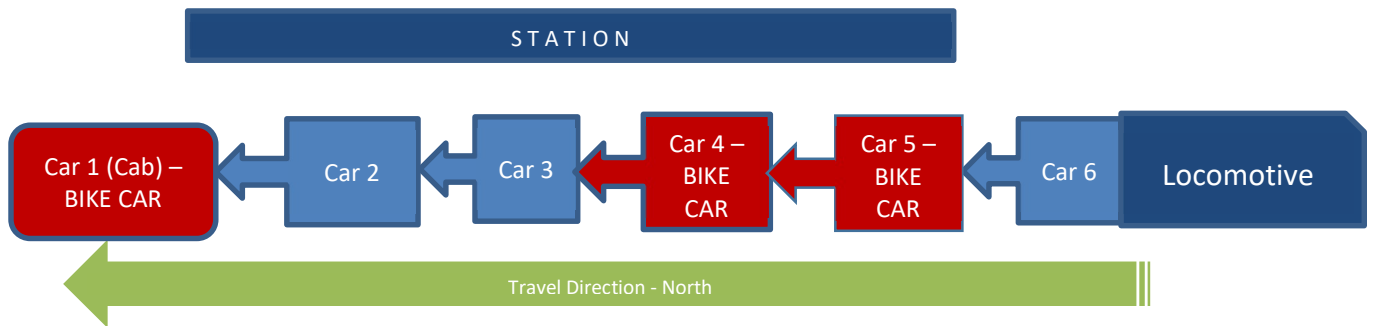 STATION
Car 1 (Cab) –
BIKE CAR
Car 2
Car 3
Car 4 –
BIKE
CAR
Car 5 –
BIKE
CAR
Car 6
Locomotive
Travel Direction - North